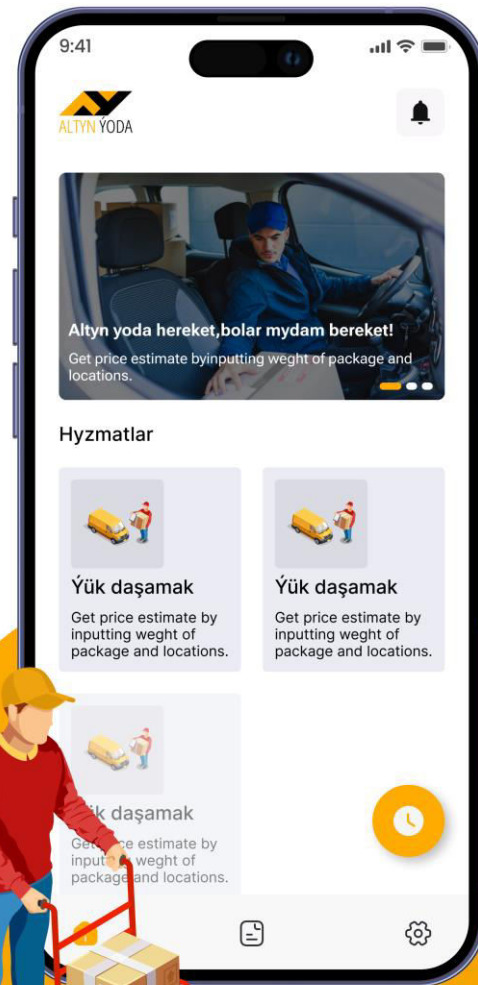 9:41
ALTYN ÝODA
Altyn yoda hereket,bolar mydam bereket!
Get price estimate byinputting weght of package and
locations.
Hyzmatlar
Ýük daşamak
Get price estimate by
inputting weght of
package and locations.
Ýük daşamak
Get price estimate by
inputting weght of
package and locations.
daşamak
estimate by
weght of
package and locations.